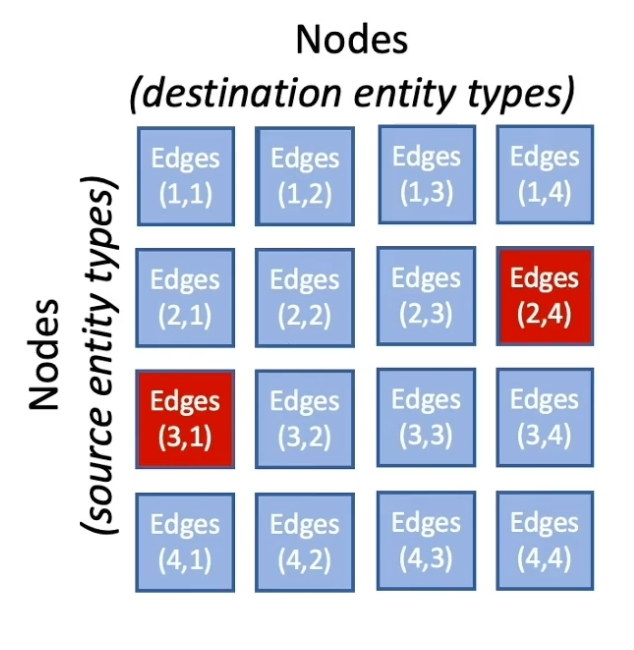 Nodes
(destination entity types)
Nodes
(source entity types)
Edges
(1,1)
Edges
(1,2)
Edges
(1,3)
Edges
(1,4)
Edges
(2,1)
Edges
(2,2)
Edges
(2,3)
Edges
(2,4)
Edges
(3,1)
Edges
(3,2)
Edges
(3,3)
Edges
(3,4)
Edges
(4,1)
Edges
(4,2)
Edges
(4,3)
Edges
(4,4)